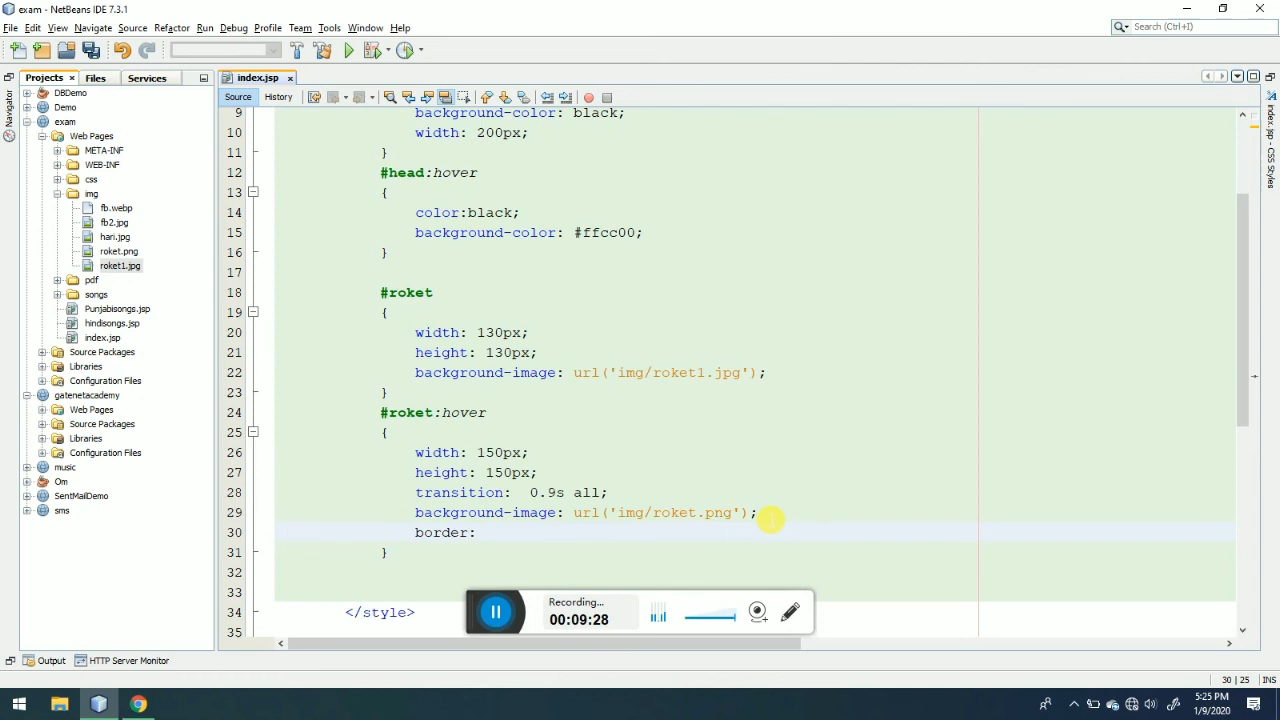 exam - NetBeans IDE 7.3.1
File Edit View Navigate Source Refactor Run Debug Profile Team Tools Window Help
Search (Ctrl+I)
Projects Files Services
index.jsp
Navigator
Source History
DBDemo
Demo
exam
Web Pages
META-INF
WEB-INF
css
img
fb.webp
fb2.jpg
hari.jpg
roket.png
roket1.jpg
pdf
songs
Punjabisongs.jsp
hindisongs.jsp
index.jsp
Source Packages
Libraries
Configuration Files
gatenetacademy
Web Pages
Source Packages
Libraries
Configuration Files
music
Om
SentMailDemo
sms
9 background-color: black;
10 width: 200px;
11 }
12 #head:hover
13 {
14 color:black;
15 background-color: #ffcc00;
16 }
17
18 #roket
19 {
20 width: 130px;
21 height: 130px;
22 background-image: url('img/roket1.jpg');
23 }
24 #roket:hover
25 {
26 width: 150px;
27 height: 150px;
28 transition: 0.9s all;
29 background-image: url('img/roket.png');
30 border:
31 }
32
33
34 </style>
35
index.jsp - CSS Styles
Recording...
00:09:28
Output HTTP Server Monitor
30 | 25 INS
5:25 PM
1/9/2020